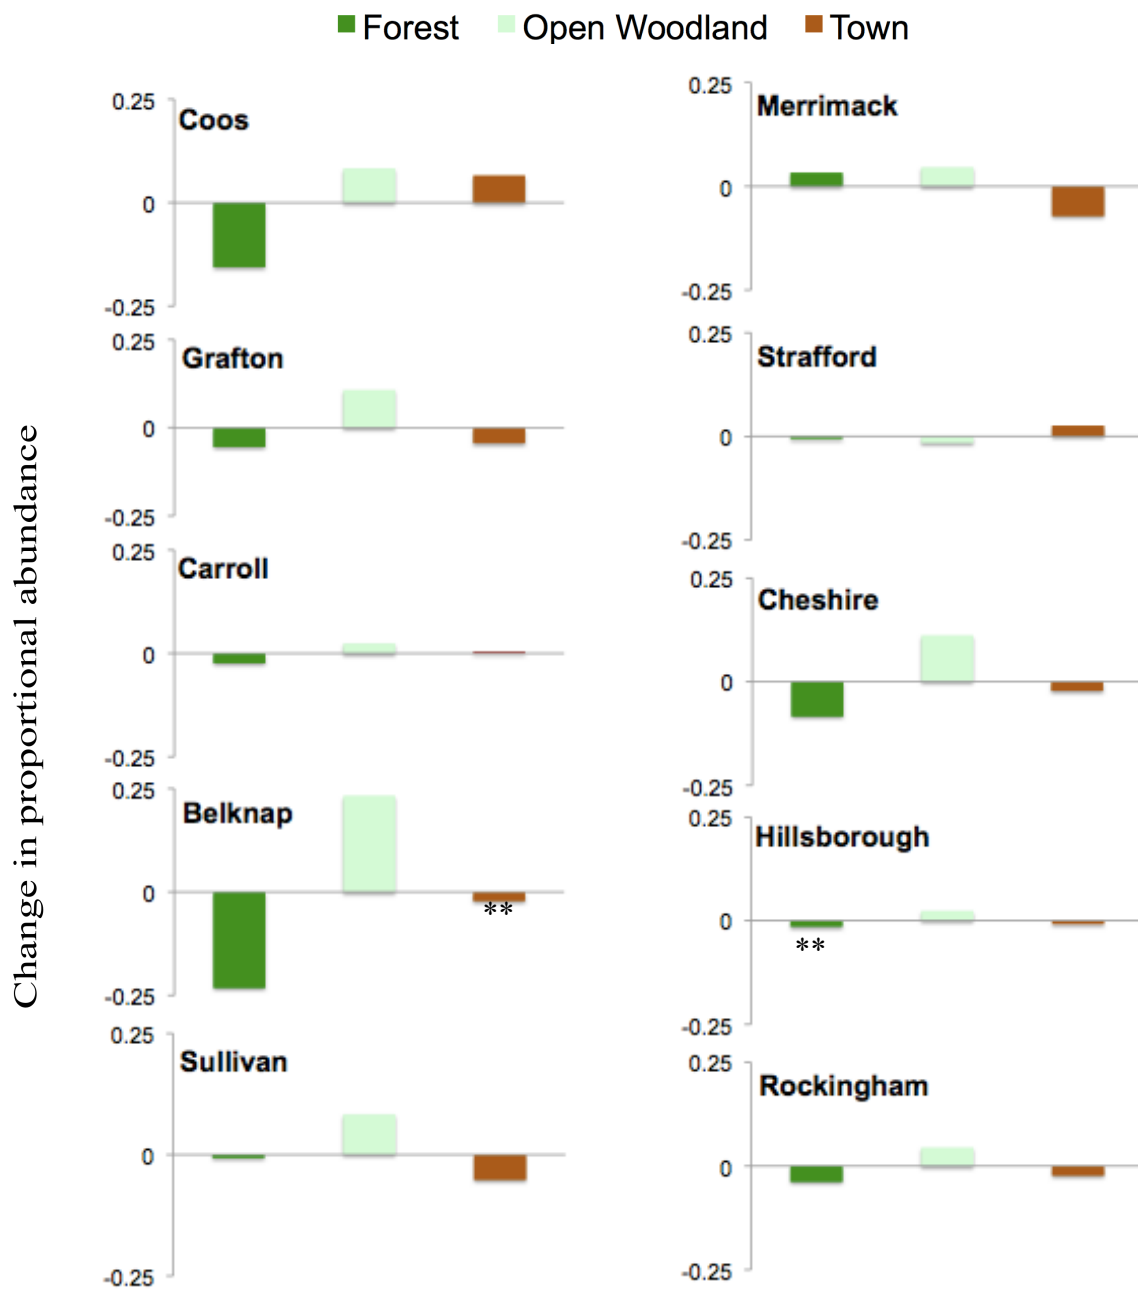 Forest Open Woodland Town
Change in proportional abundance
0.25
Coos
0
-0.25
0.25
Grafton
0
-0.25
0.25
Carroll
0
-0.25
0.25
Belknap
0
**
-0.25
0.25
Sullivan
0
-0.25
0.25
Merrimack
0
-0.25
0.25
Strafford
0
-0.25
0.25
Cheshire
0
-0.25
0.25
Hillsborough
0
**
-0.25
0.25
Rockingham
0
-0.25